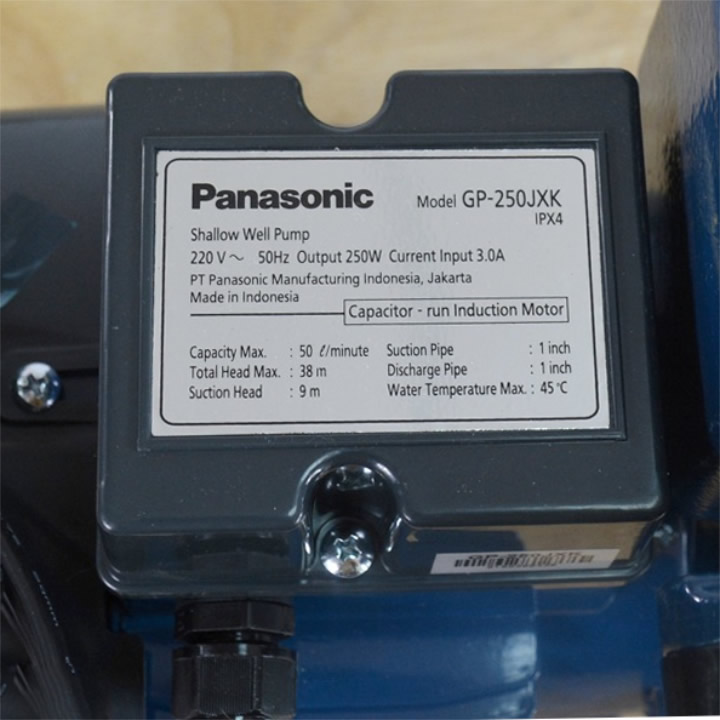 Panasonic Model GP-250JXK
IPX4
Shallow Well Pump
220 V ~ 50Hz Output 250W Current Input 3.0A
PT Panasonic Manufacturing Indonesia, Jakarta
Made in Indonesia
Capacitor - run Induction Motor
Capacity Max. : 50 ℓ/minute Suction Pipe : 1 inch
Total Head Max. : 38 m Discharge Pipe : 1 inch
Suction Head : 9 m Water Temperature Max. : 45 °C